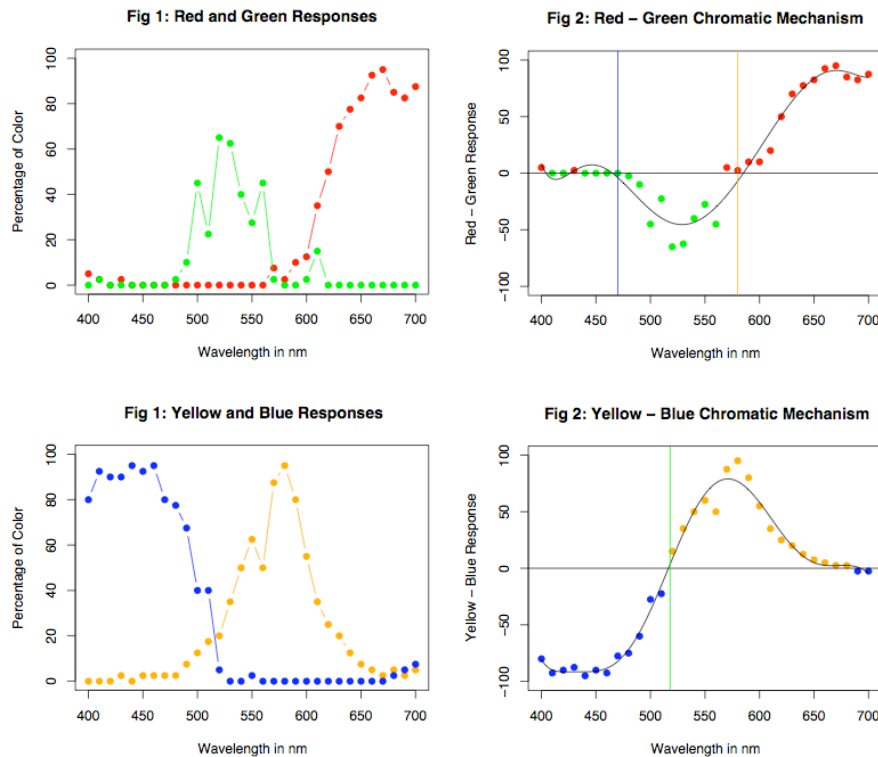 Fig 1: Red and Green Responses
Percentage of Color
100
80
60
40
20
0
400 450 500 550 600 650 700
Wavelength in nm
Fig 2: Red – Green Chromatic Mechanism
Red – Green Response
100
50
0
−50
−100
400 450 500 550 600 650 700
Wavelength in nm
Fig 1: Yellow and Blue Responses
Percentage of Color
100
80
60
40
20
0
400 450 500 550 600 650 700
Wavelength in nm
Fig 2: Yellow – Blue Chromatic Mechanism
Yellow – Blue Response
100
50
0
−50
−100
400 450 500 550 600 650 700
Wavelength in nm